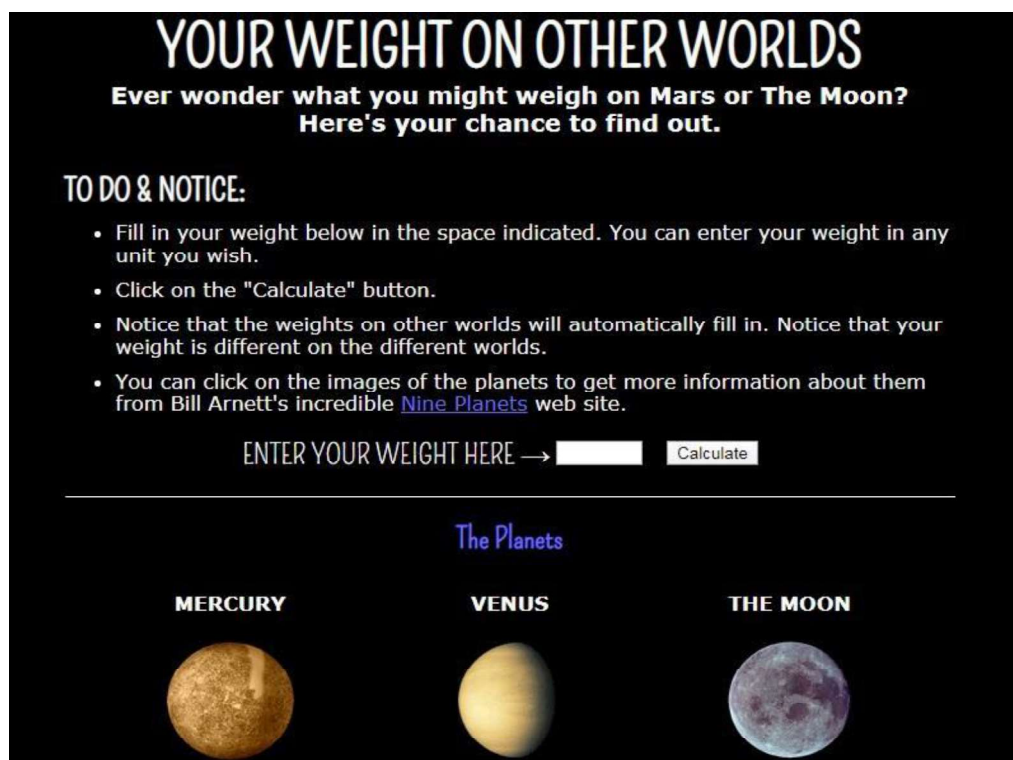 YOUR WEIGHT ON OTHER WORLDS
Ever wonder what you might weigh on Mars or The Moon?
Here's your chance to find out.
TO DO & NOTICE:
• Fill in your weight below in the space indicated. You can enter your weight in any
unit you wish.
• Click on the "Calculate" button.
• Notice that the weights on other worlds will automatically fill in. Notice that your
weight is different on the different worlds.
• You can click on the images of the planets to get more information about them
from Bill Arnett's incredible Nine Planets web site.
ENTER YOUR WEIGHT HERE → Calculate
The Planets
MERCURY VENUS THE MOON